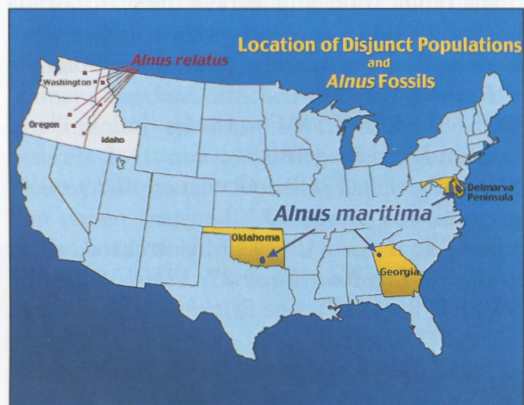 Location of Disjunct Populations
and
Alnus Fossils
Alnus relatus
Washington
Oregon
Idaho
Delmarva
Peninsula
Alnus maritima
Oklahoma
Georgia